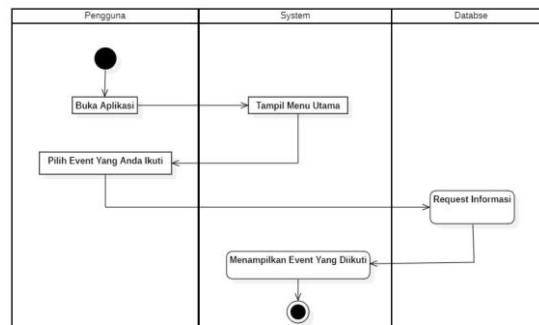 Pengguna
System
Databse
Buka Aplikasi
Tampil Menu Utama
Pilih Event Yang Anda Ikuti
Request Informasi
Menampilkan Event Yang Diikuti